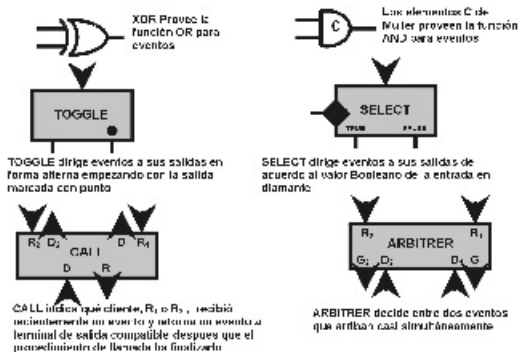 XOR Provee la
función OR para
eventos
C
Los elementos C de
Muller proveen la función
AND para eventos
TOGGLE
SELECT
TRUE FALSE
TOGGLE dirige eventos a sus salidas en
forma alterna empezando con la salida
marcada con punto
SELECT dirige eventos a sus salidas de
acuerdo al valor Booleano de la entrada en
diamante
R₂ D₂ D R₁
CALL
D R
R₂ R₁
ARBITRER
G₂ D₂ D₁ G
CALL indica qué cliente, R₁ o R₂ , recibió
recientemente un evento y retorna un evento a
terminal de salida compatible despues que el
procedimiento de llamada ha finalizado
ARBITRER decide entre dos eventos
que arriban casi simultáneamente